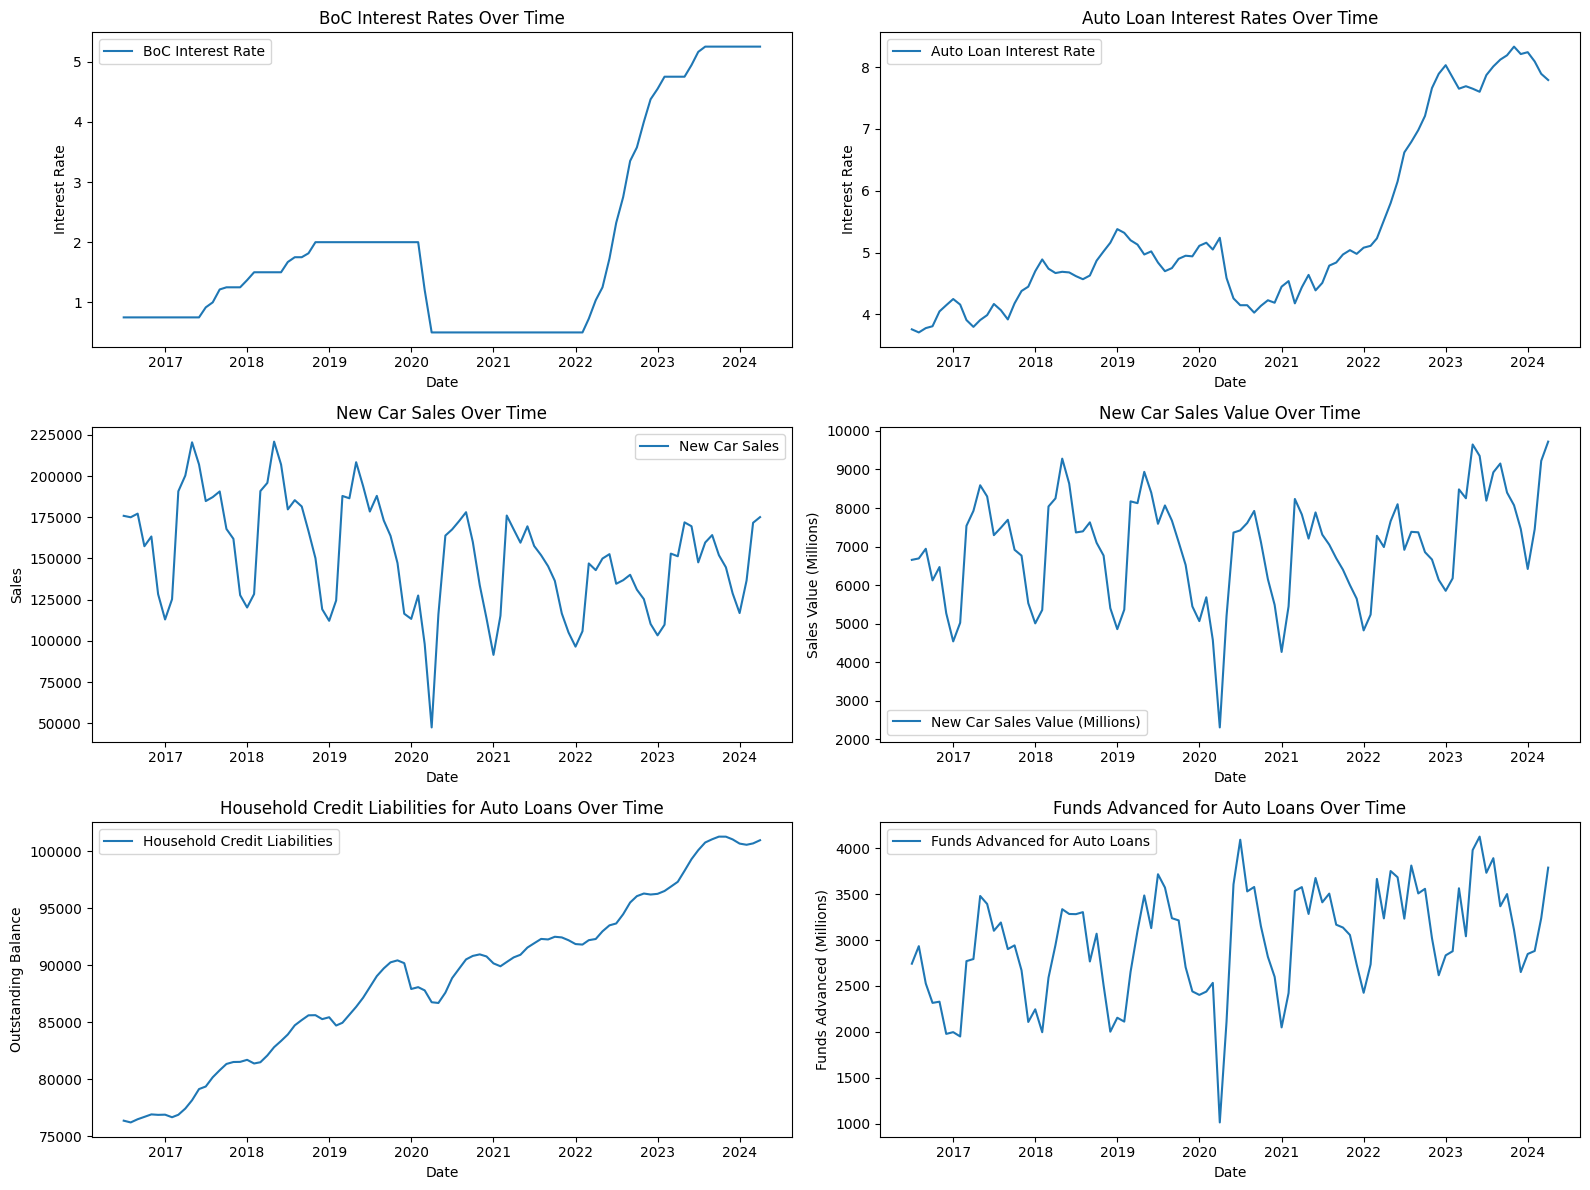 BoC Interest Rates Over Time
BoC Interest Rate
Interest Rate
5
4
3
2
1
2017 2018 2019 2020 2021 2022 2023 2024
Date
Auto Loan Interest Rates Over Time
Auto Loan Interest Rate
Interest Rate
8
7
6
5
4
2017 2018 2019 2020 2021 2022 2023 2024
Date
New Car Sales Over Time
New Car Sales
Sales
225000
200000
175000
150000
125000
100000
75000
50000
2017 2018 2019 2020 2021 2022 2023 2024
Date
New Car Sales Value Over Time
New Car Sales Value (Millions)
Sales Value (Millions)
10000
9000
8000
7000
6000
5000
4000
3000
2000
2017 2018 2019 2020 2021 2022 2023 2024
Date
Household Credit Liabilities for Auto Loans Over Time
Household Credit Liabilities
Outstanding Balance
100000
95000
90000
85000
80000
75000
2017 2018 2019 2020 2021 2022 2023 2024
Date
Funds Advanced for Auto Loans Over Time
Funds Advanced for Auto Loans
Funds Advanced (Millions)
4000
3500
3000
2500
2000
1500
1000
2017 2018 2019 2020 2021 2022 2023 2024
Date